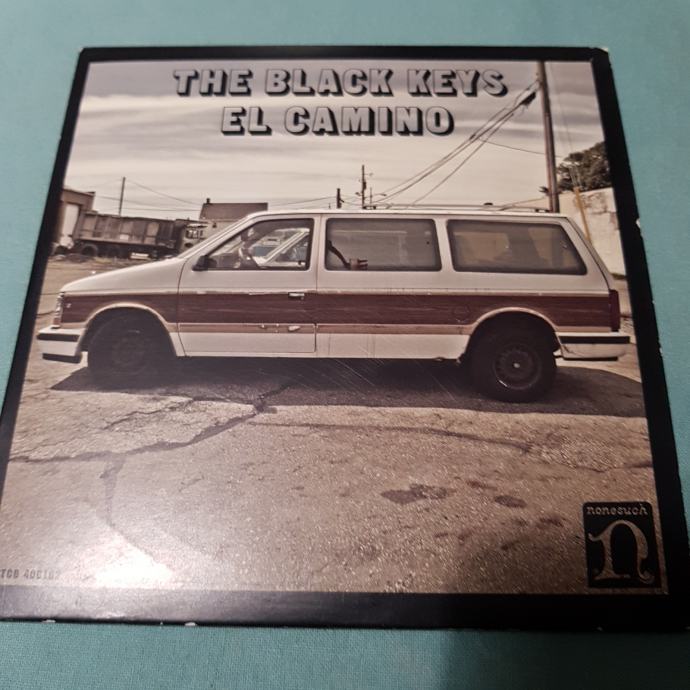 THE BLACK KEYS
EL CAMINO
nonesuch
n